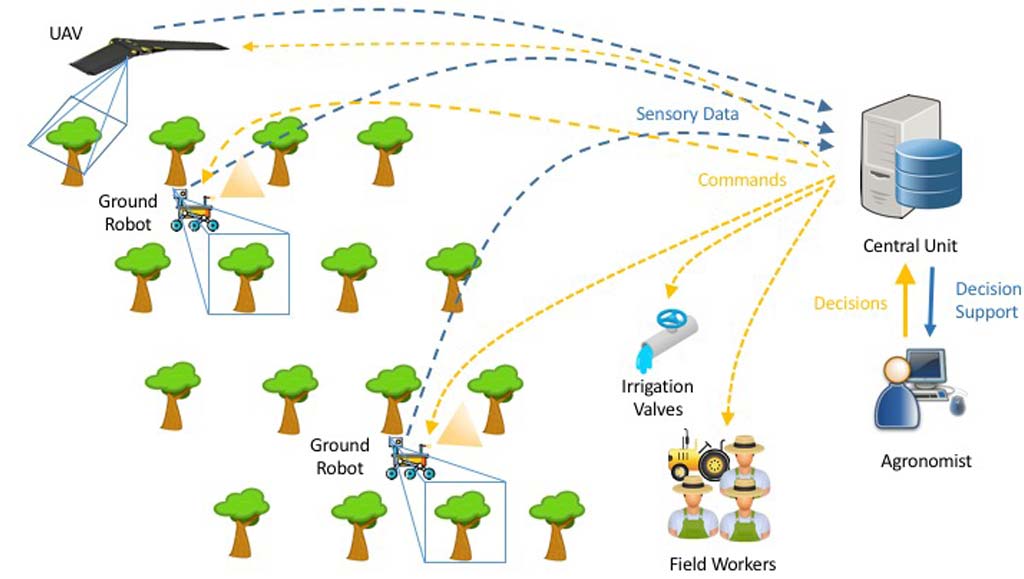 UAV
Sensory Data
Commands
Ground
Robot
Central Unit
Decisions
Decision
Support
Irrigation
Valves
Ground
Robot
Agronomist
Field Workers